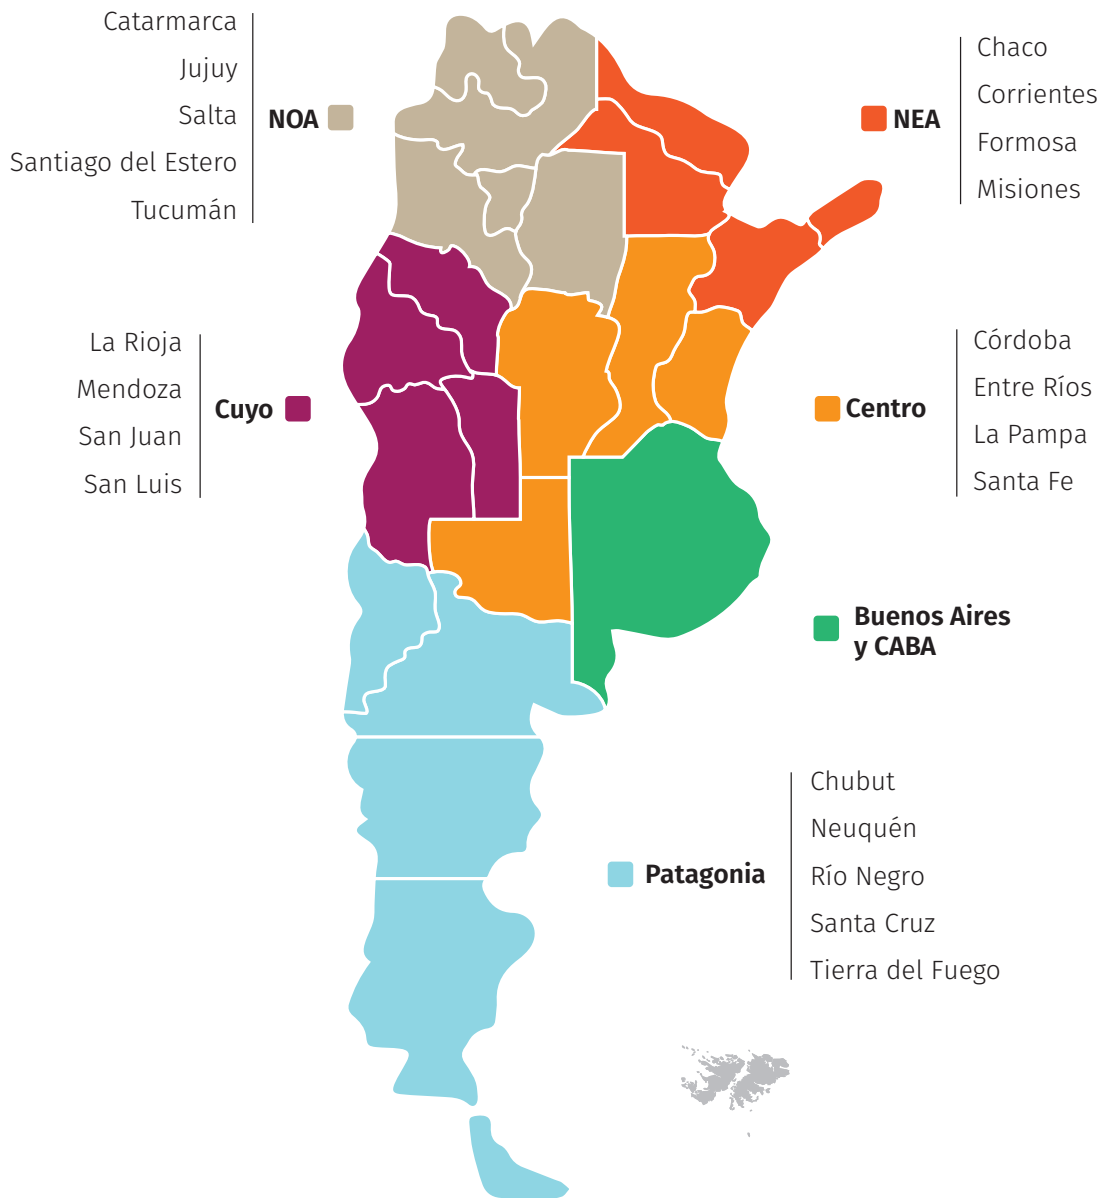 Catarmarca
Jujuy
Salta
Santiago del Estero
Tucumán
NOA
NEA
Chaco
Corrientes
Formosa
Misiones
La Rioja
Mendoza
San Juan
San Luis
Cuyo
Centro
Córdoba
Entre Ríos
La Pampa
Santa Fe
Buenos Aires
y CABA
Patagonia
Chubut
Neuquén
Río Negro
Santa Cruz
Tierra del Fuego